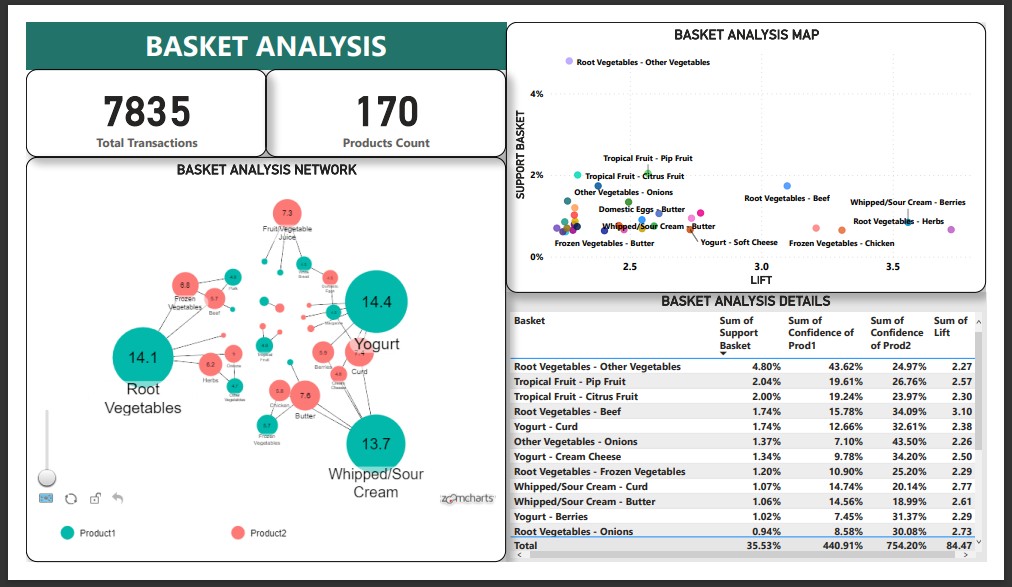 BASKET ANALYSIS
7835
Total Transactions
170
Products Count
BASKET ANALYSIS NETWORK
7.3
Fruit/Vegetable
Juice
6.8
Frozen
Vegetables
Beef
14.4
Yogurt
Curd
Berries
14.1
Root
Vegetables
6.2
Herbs
Chicken
7.6
Butter
Frozen
Vegetables
13.7
Whipped/Sour
Cream
zoomcharts
Product1
Product2
BASKET ANALYSIS MAP
SUPPORT BASKET
4%
2%
0%
Root Vegetables - Other Vegetables
Tropical Fruit - Pip Fruit
Tropical Fruit - Citrus Fruit
Other Vegetables - Onions
Domestic Eggs - Butter
Whipped/Sour Cream - Butter
Frozen Vegetables - Butter
Yogurt - Soft Cheese
Root Vegetables - Beef
Whipped/Sour Cream - Berries
Root Vegetables - Herbs
Frozen Vegetables - Chicken
2.5
3.0
3.5
LIFT
BASKET ANALYSIS DETAILS
Basket Sum of Support Basket Sum of Confidence of Prod1 Sum of Confidence of Prod2 Sum of Lift
Root Vegetables - Other Vegetables 4.80% 43.62% 24.97% 2.27
Tropical Fruit - Pip Fruit 2.04% 19.61% 26.76% 2.57
Tropical Fruit - Citrus Fruit 2.00% 19.24% 23.97% 2.30
Root Vegetables - Beef 1.74% 15.78% 34.09% 3.10
Yogurt - Curd 1.74% 12.66% 32.61% 2.38
Other Vegetables - Onions 1.37% 7.10% 43.50% 2.26
Yogurt - Cream Cheese 1.34% 9.78% 34.20% 2.50
Root Vegetables - Frozen Vegetables 1.20% 10.90% 25.20% 2.29
Whipped/Sour Cream - Curd 1.07% 14.74% 20.14% 2.77
Whipped/Sour Cream - Butter 1.06% 14.56% 18.99% 2.61
Yogurt - Berries 1.02% 7.45% 31.37% 2.29
Root Vegetables - Onions 0.94% 8.58% 30.08% 2.73
Total 35.53% 440.91% 754.20% 84.47